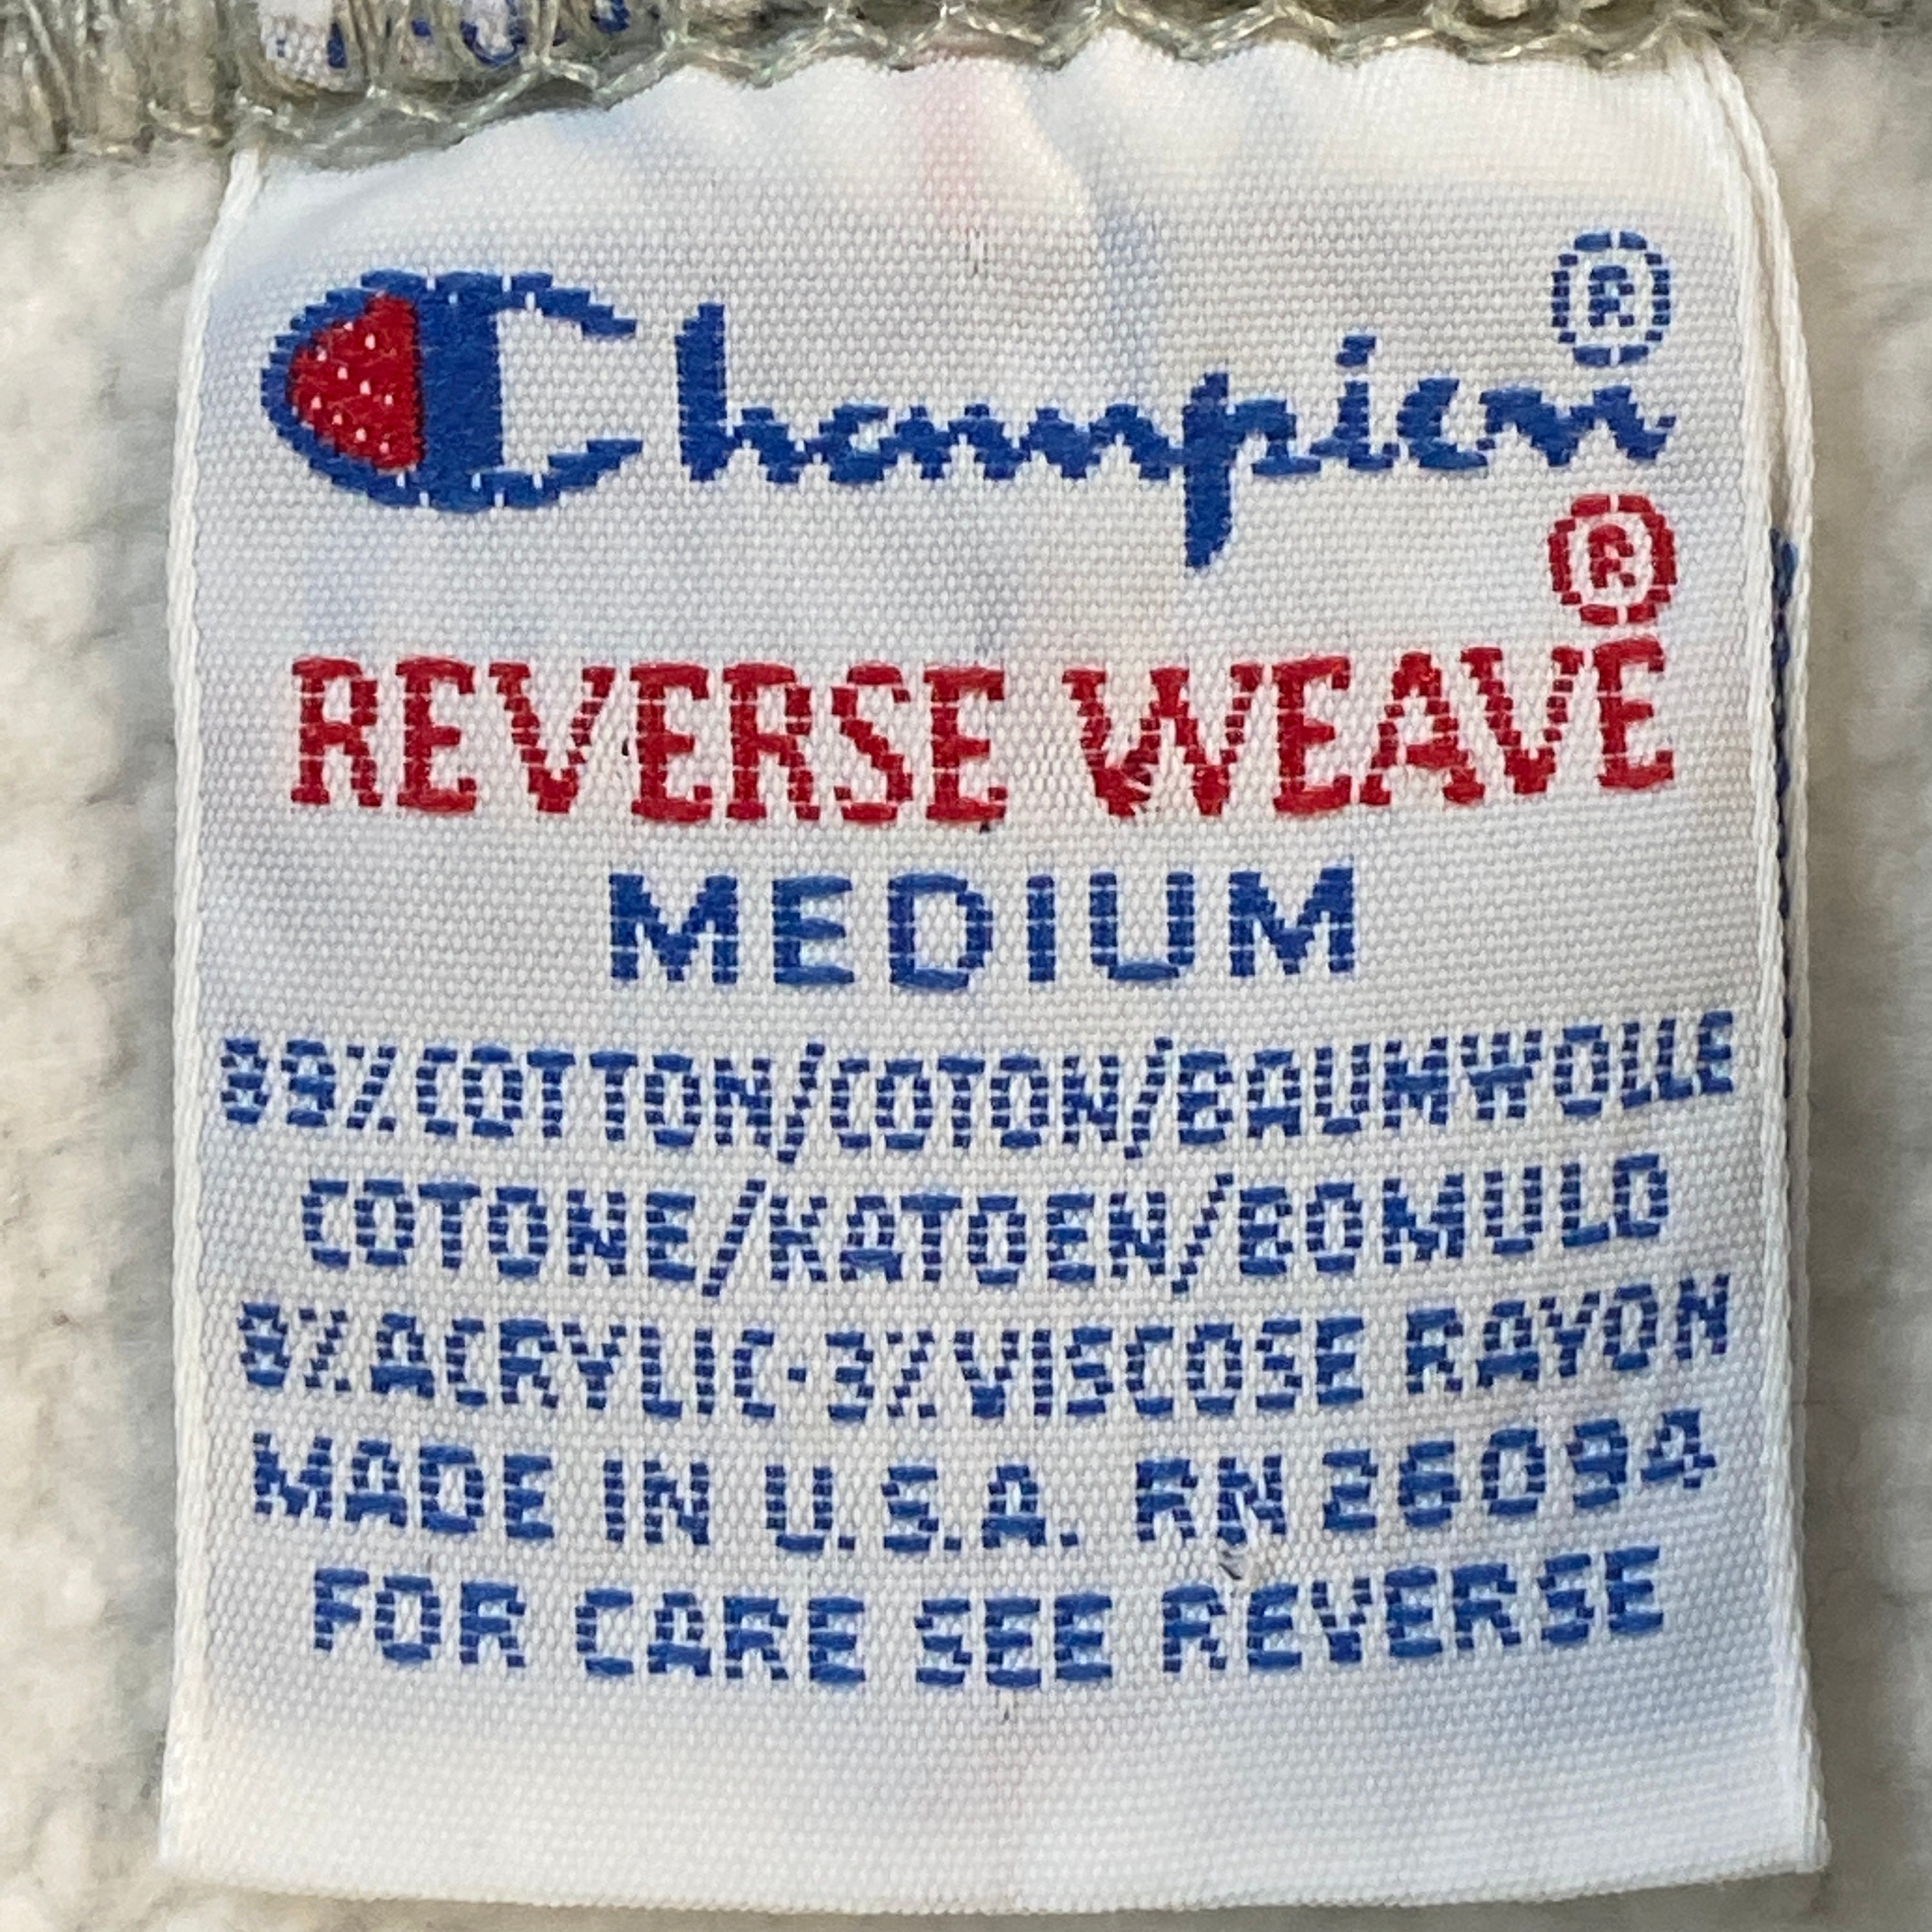 Champion®
REVERSE WEAVE®
MEDIUM
89%COTTON/COTON/BAUMWOLLE
COTONE/KATOEN/BOMULD
8%ACRYLIC-3%VISCOSE RAYON
MADE IN U.S.A. RN 26094
FOR CARE SEE REVERSE